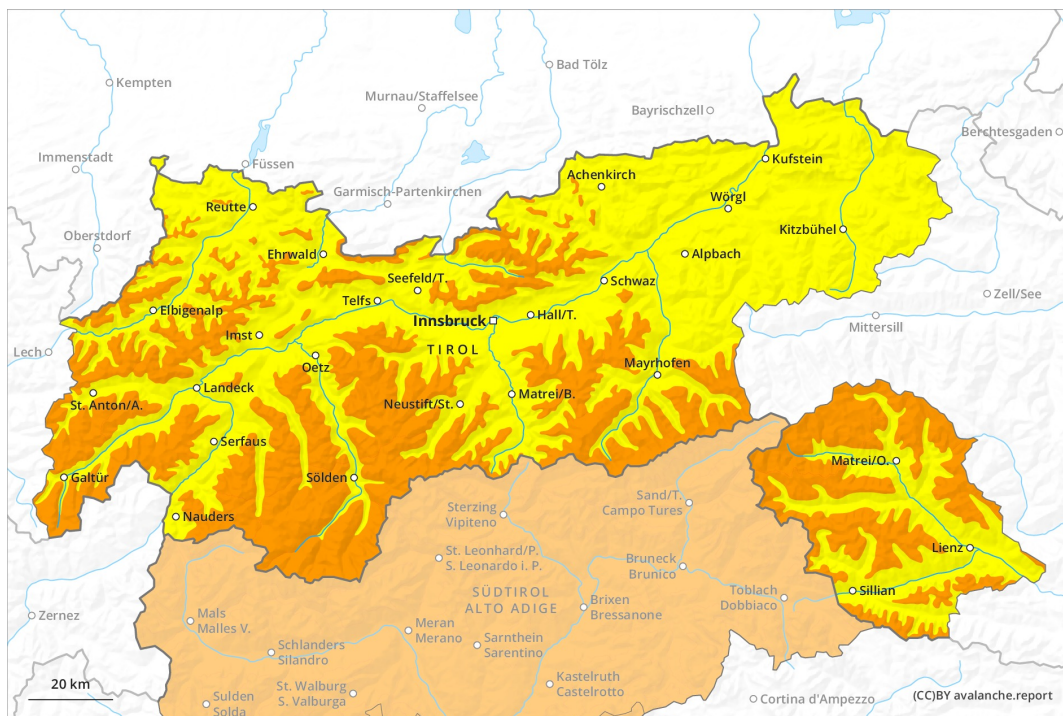 Kempten
Bad Tölz
Murnau/Staffelsee
Bayrischzell
Berchtesgaden
Immenstadt
Füssen
Kufstein
Achenkirch
Garmisch-Partenkirchen
Wörgl
Reutte
Oberstdorf
Kitzbühel
Ehrwald
Alpbach
Seefeld/T.
Schwaz
Zell/See
Telfs
Elbigenalp
Innsbruck
Hall/T.
Mittersill
Imst
Lech
TIROL
Oetz
Mayrhofen
Landeck
St. Anton/A.
Neustift/St.
Matrei/B.
Serfaus
Matrei/O.
Galtür
Sölden
Sand/T.
Campo Tures
Sterzing
Vipiteno
Nauders
Lienz
St. Leonhard/P.
S. Leonardo i. P.
Bruneck
Brunico
SÜDTIROL
ALTO ADIGE
Toblach
Dobbiaco
Sillian
Zernez
Mals
Malles V.
Brixen
Bressanone
Meran
Merano
Schlanders
Silandro
Sarnthein
Sarentino
20 km
St. Walburg
S. Valburga
Kastelruth
Castelrotto
Sulden
Solda
Cortina d'Ampezzo
(CC)BY avalanche.report